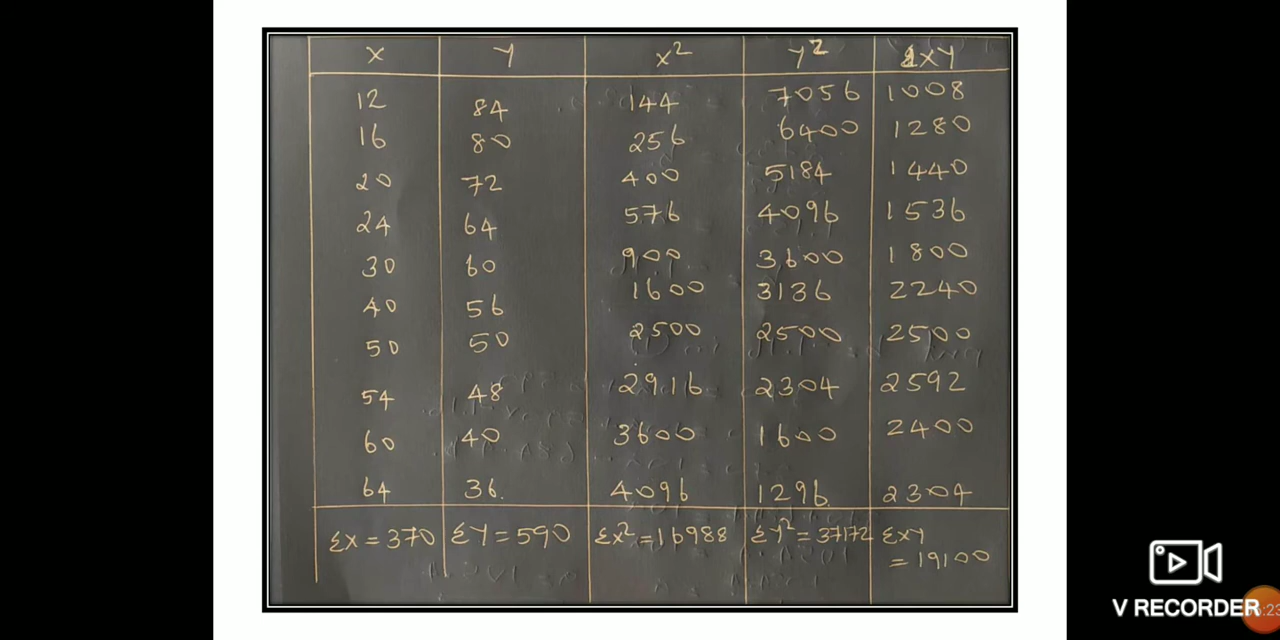 X Y X² Y² XY
12 84 144 7056 1008
16 80 256 6400 1280
20 72 400 5184 1440
24 64 576 4096 1536
30 60 900 3600 1800
40 56 1600 3136 2240
50 50 2500 2500 2500
54 48 2916 2304 2592
60 40 3600 1600 2400
64 36. 4096 1296. 2304
ΣX = 370 ΣY = 590 Σx² = 16988 ΣY² = 37172 ΣXY
= 19100
V RECORDER